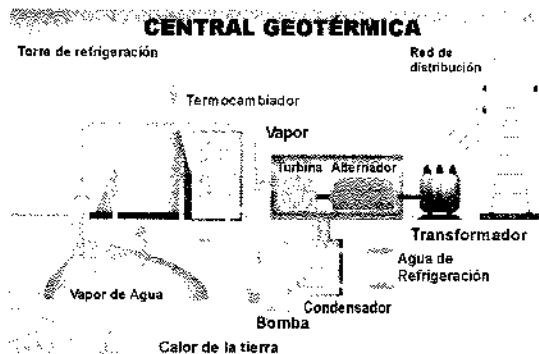 CENTRAL GEOTÉRMICA
Torre de refrigeración
Red de
distribución
Termocambiador
Vapor
Turbina Alternador
Transformador
Agua de
Refrigeración
Vapor de Agua
Condensador
Bomba
Calor de la tierra